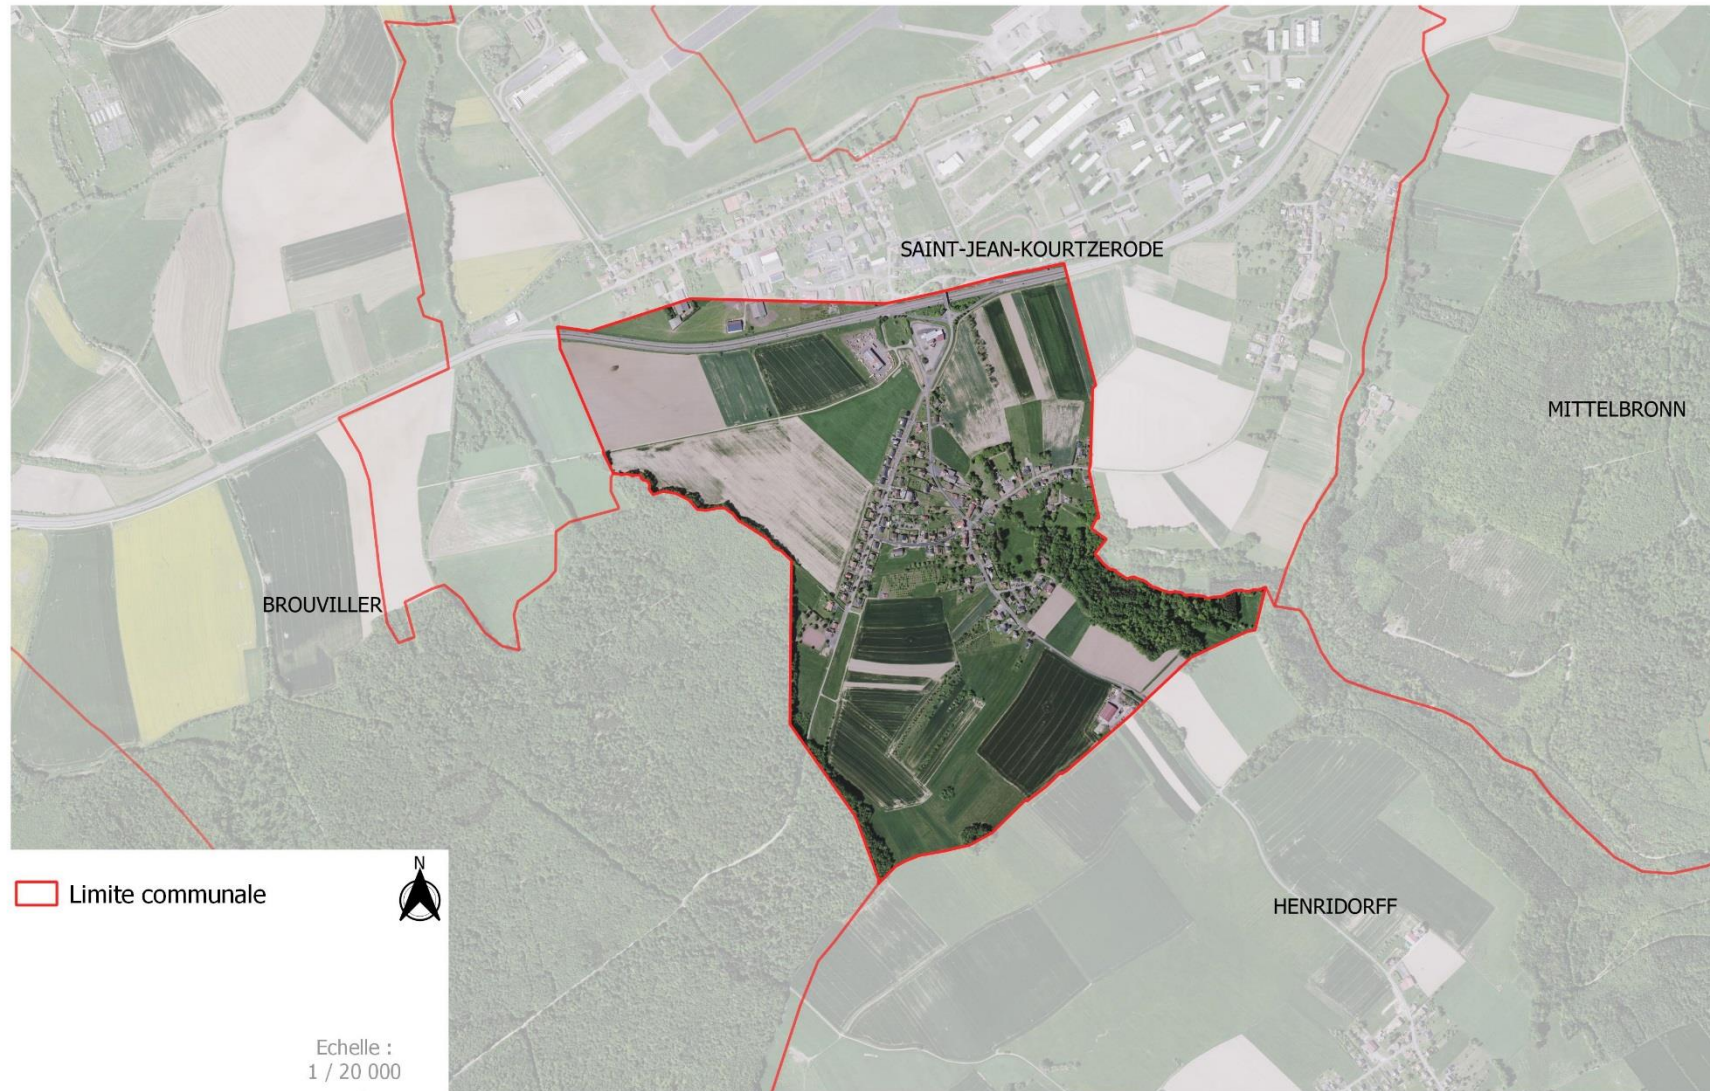 SAINT-JEAN-KOURTZERODE
MITTELBRONN
BROUVILLER
N
Limite communale
HENRIDORFF
Echelle :
1 / 20 000